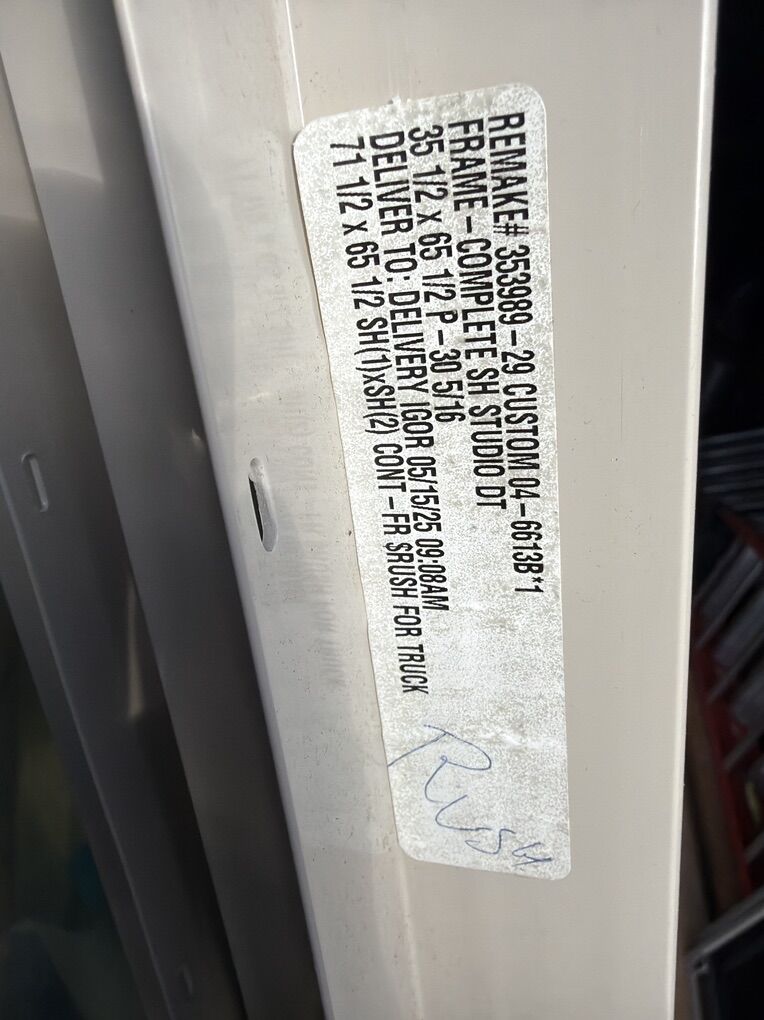 REMAKE# 353989-29 CUSTOM 04-6613B*1
FRAME-COMPLETE SH STUDIO DT
35 1/2 x 65 1/2 P-30 5/16
DELIVER TO: DELIVERY IGOR 05/15/25 09:08AM
71 1/2 x 65 1/2 SH(1)xSH(2) CONT-FR $RUSH FOR TRUCK
RUSH